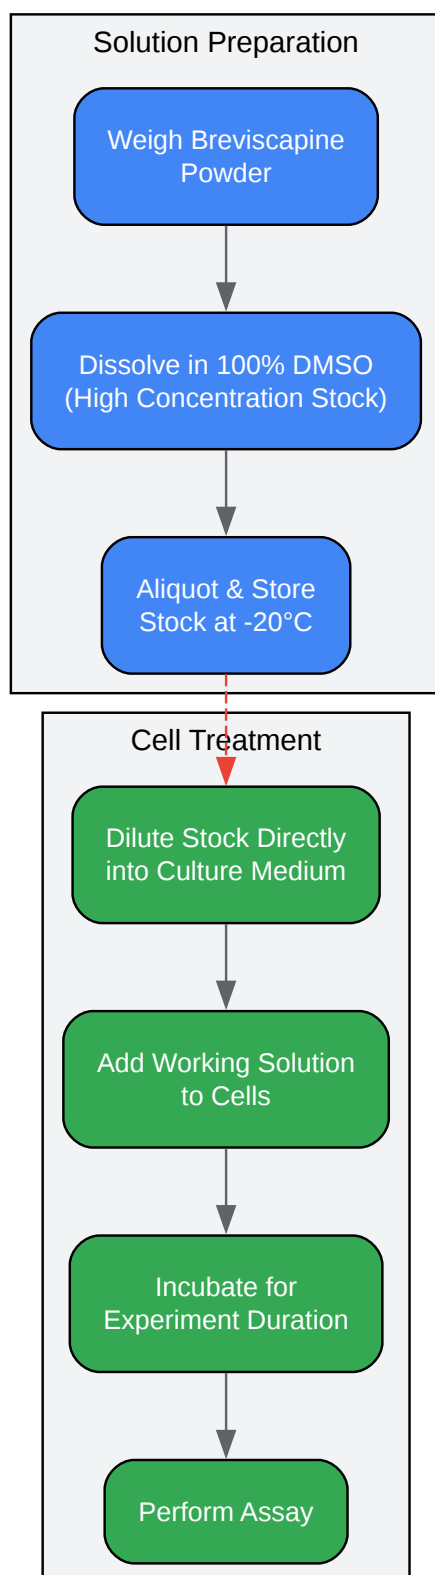 Solution Preparation
Weigh Breviscapine
Powder
Dissolve in 100% DMSO
(High Concentration Stock)
Aliquot & Store
Stock at -20°C
Cell Treatment
Dilute Stock Directly
into Culture Medium
Add Working Solution
to Cells
Incubate for
Experiment Duration
Perform Assay